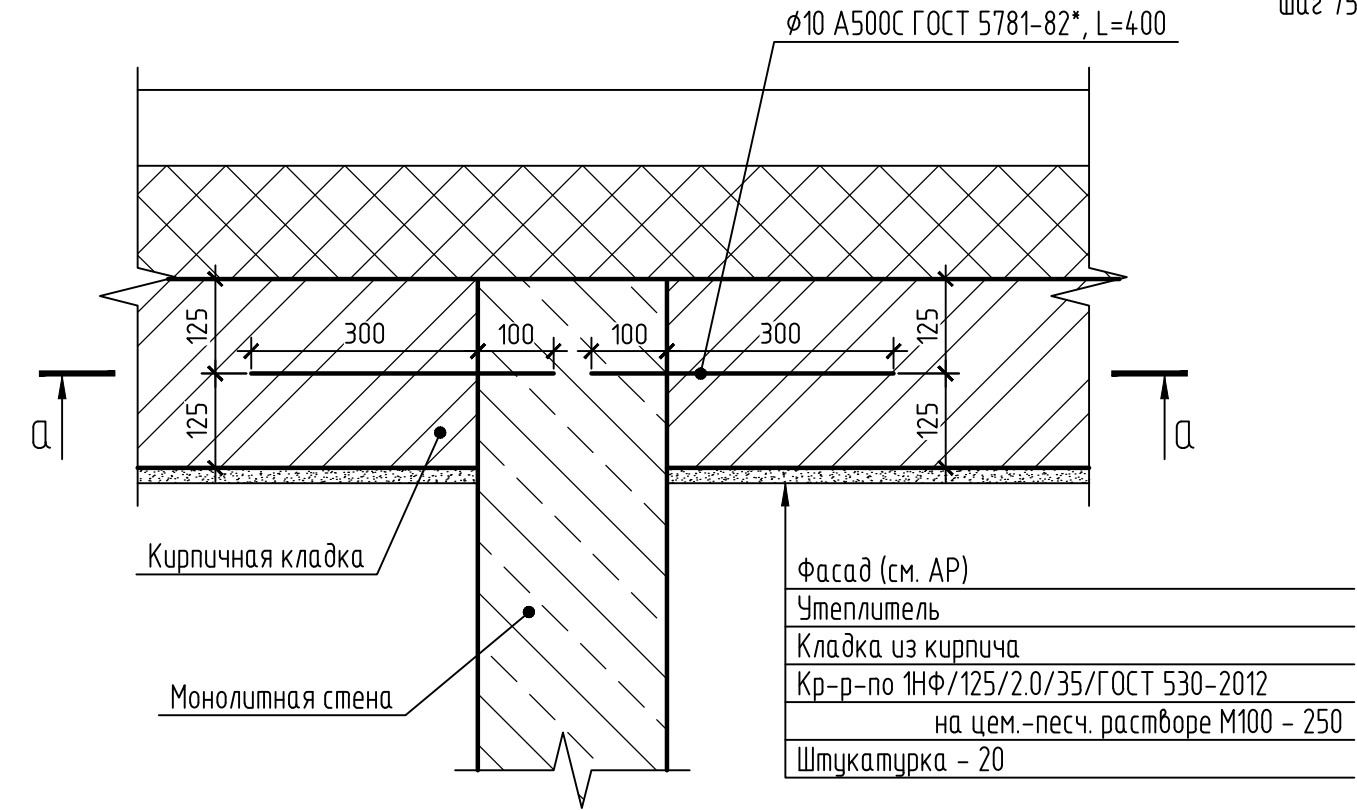 шаг 75
ϕ10 А500С ГОСТ 5781-82*, L=400
125
300
100
100
300
125
125
125
а
а
Кирпичная кладка
Монолитная стена
Фасад (см. АР)
Утеплитель
Кладка из кирпича
Кр-р-по 1НФ/125/2.0/35/ГОСТ 530-2012
на цем.-песч. растворе М100 - 250
Штукатурка - 20